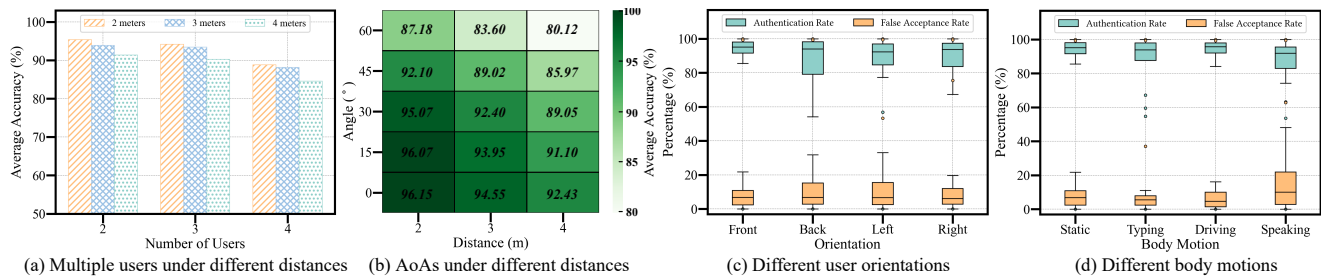 2 meters
3 meters
4 meters
100
90
80
70
60
50
Average Accuracy (%)
2
3
4
Number of Users
(a) Multiple users under different distances
Angle (°)
60
45
30
15
0
87.18 83.60 80.12
92.10 89.02 85.97
95.07 92.40 89.05
96.07 93.95 91.10
96.15 94.55 92.43
2
3
4
Distance (m)
100
95
90
85
80
Average Accuracy (%)
(b) AoAs under different distances
Authentication Rate
False Acceptance Rate
100
80
60
40
20
0
Percentage (%)
Front
Back
Left
Right
Orientation
(c) Different user orientations
Authentication Rate
False Acceptance Rate
100
80
60
40
20
0
Percentage (%)
Static
Typing
Driving
Speaking
Body Motion
(d) Different body motions